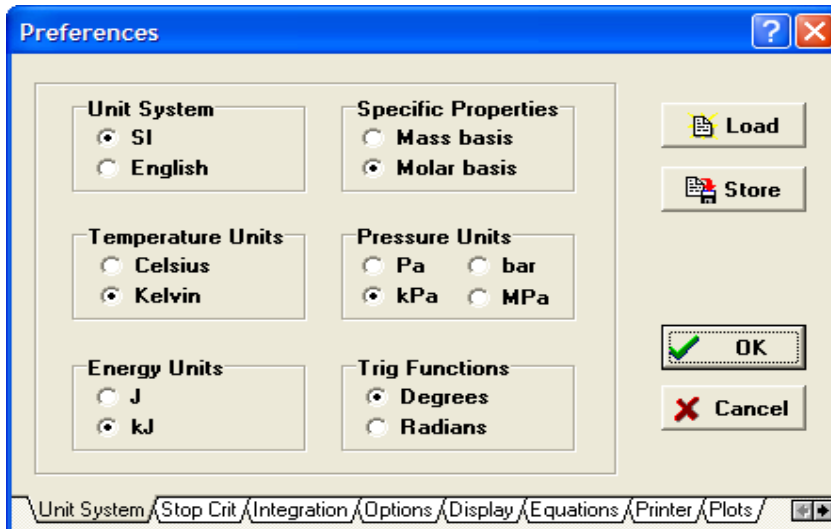 Preferences
Unit System
SI
English
Specific Properties
Mass basis
Molar basis
Load
Store
Temperature Units
Celsius
Kelvin
Pressure Units
Pa
bar
kPa
MPa
Energy Units
J
kJ
Trig Functions
Degrees
Radians
OK
Cancel
Unit System Stop Crit Integration Options Display Equations Printer Plots